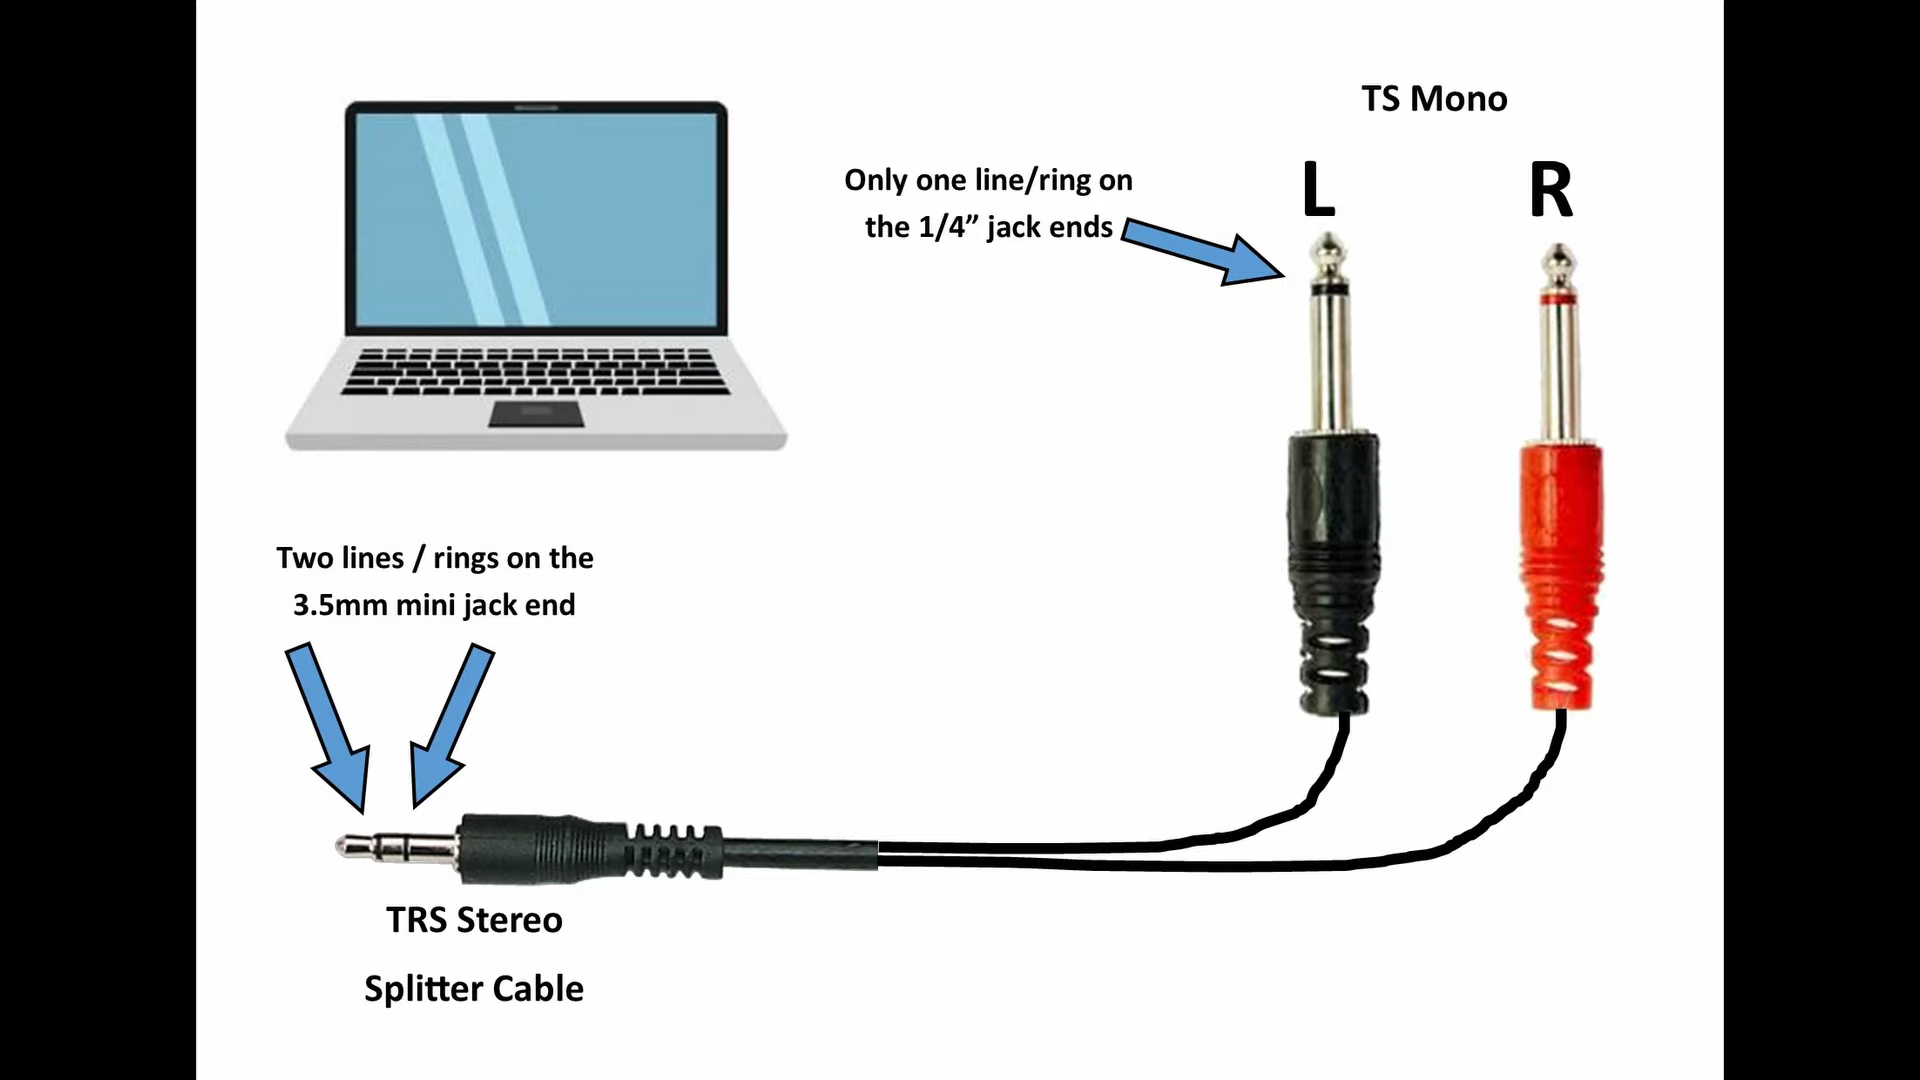 TS Mono
Only one line/ring on
the 1/4” jack ends
L
R
Two lines / rings on the
3.5mm mini jack end
TRS Stereo
Splitter Cable